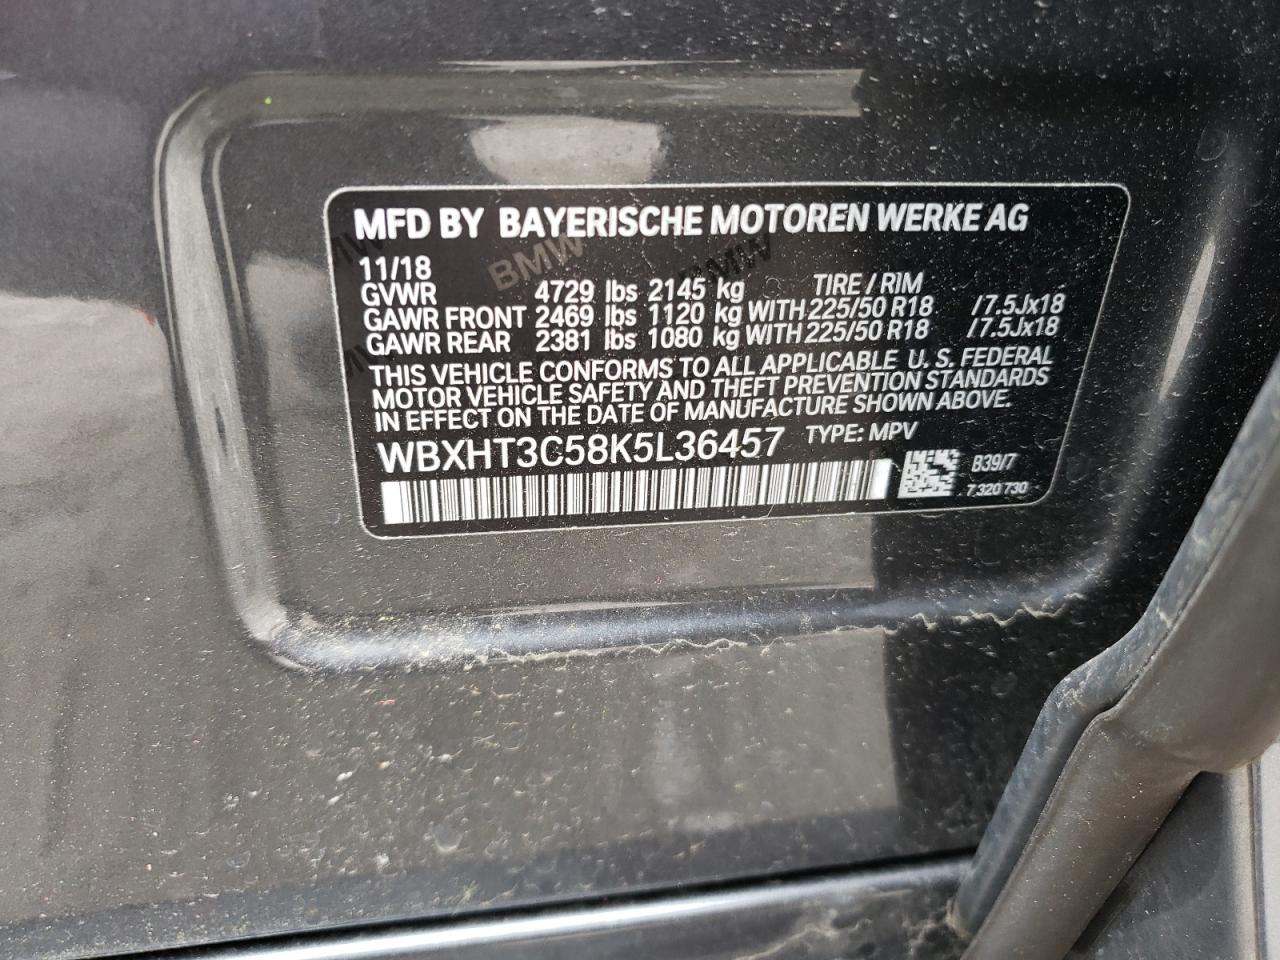 MFD BY BAYERISCHE MOTOREN WERKE AG
11/18 TIRE / RIM
GVWR 4729 lbs 2145 kg
GAWR FRONT 2469 lbs 1120 kg WITH 225/50 R18 /7.5Jx18
GAWR REAR 2381 lbs 1080 kg WITH 225/50 R18 /7.5Jx18
THIS VEHICLE CONFORMS TO ALL APPLICABLE U. S. FEDERAL
MOTOR VEHICLE SAFETY AND THEFT PREVENTION STANDARDS
IN EFFECT ON THE DATE OF MANUFACTURE SHOWN ABOVE.
WBXHT3C58K5L36457 TYPE: MPV
B39/7
7 320 730
BMW
BMW
BMW